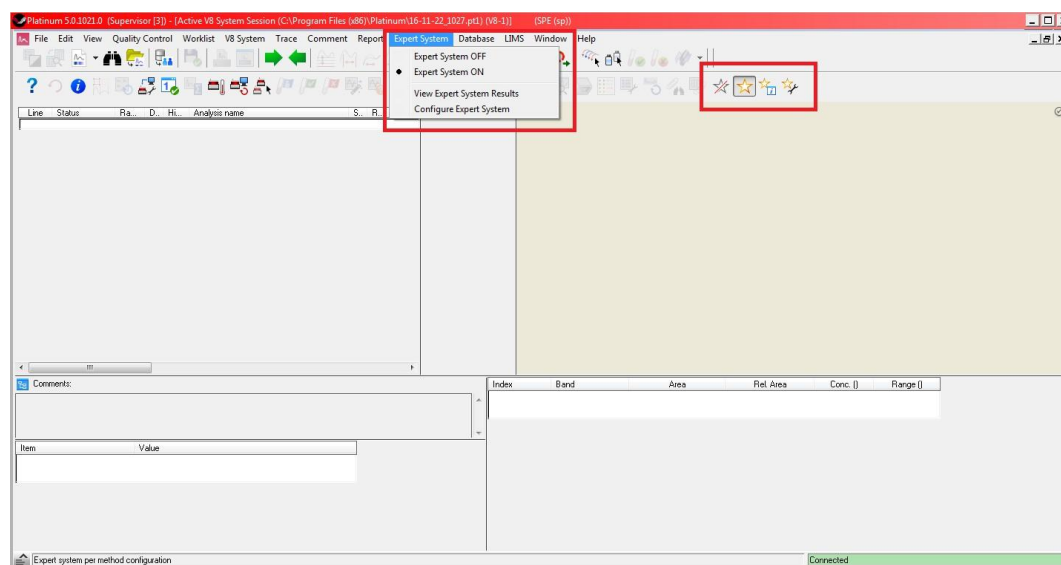 Platinum 5.0.1021.0 (Supervisor [3]) - [Active V8 System Session (C:\Program Files (x86)\Platinum\16-11-22_1027.pt1) (V8-1)] (SPE (sp))
File Edit View Quality Control Worklist V8 System Trace Comment Report Expert System Database LIMS Window Help
Expert System OFF
Expert System ON
View Expert System Results
Configure Expert System
Line Status Ra... D.. Hi... Analysis name S.. R..
Comments:
Index Band Area Rel. Area Conc. () Range ()
Item Value
Expert system per method configuration Connected